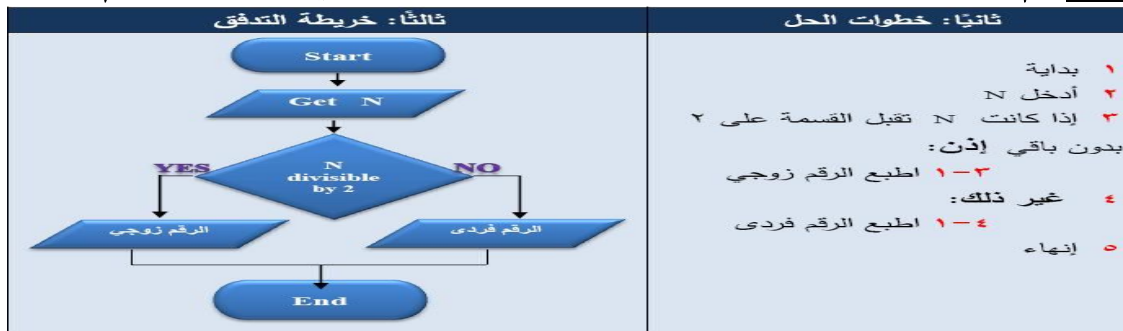 ثانيًا: خطوات الحل
١ بداية
٢ أدخل N
٣ إذا كانت N تقبل القسمة على ٢
بدون باقي إذن:
٣-١ اطبع الرقم زوجي
٤ غير ذلك:
٤-١ اطبع الرقم فردى
٥ إنهاء
ثالثًا: خريطة التدفق
Start
Get N
N
divisible
by 2
YES
NO
الرقم زوجي
الرقم فردى
End